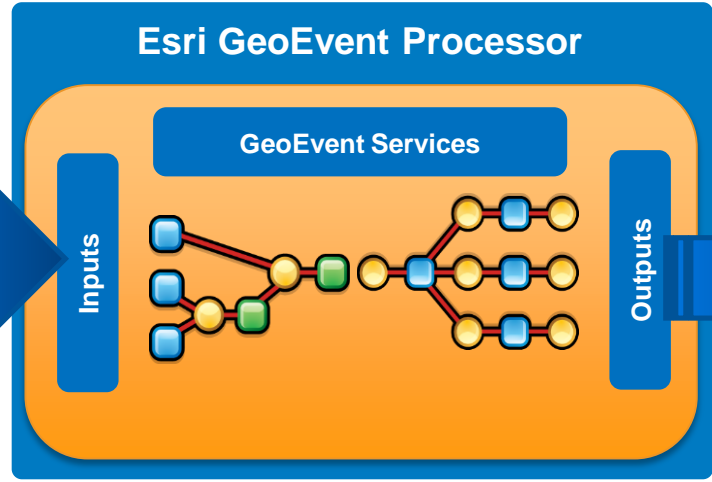 Esri GeoEvent Processor
GeoEvent Services
Inputs
Outputs